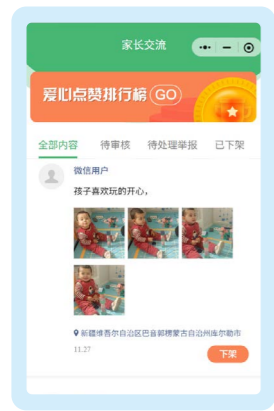 家长交流
爱心点赞排行榜 GO
全部内容 待审核 待处理举报 已下架
微信用户
孩子喜欢玩的开心，
新疆维吾尔自治区巴音郭楞蒙古自治州库尔勒市
11.27
下架